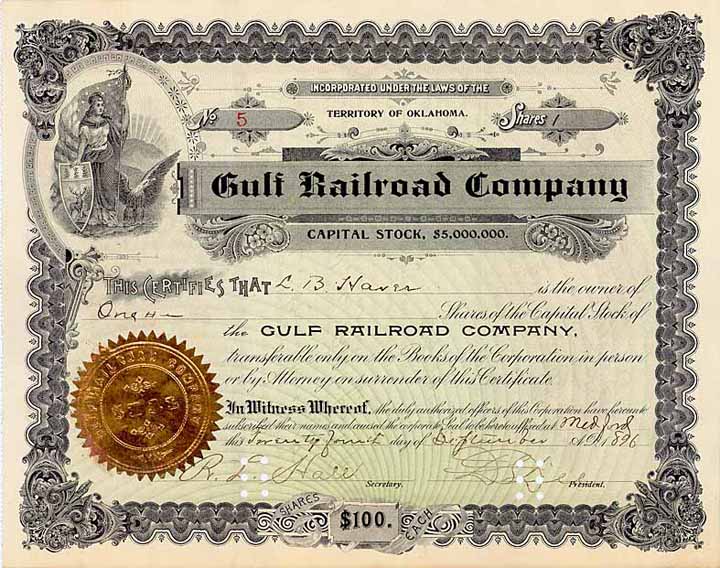 INCORPORATED UNDER THE LAWS OF THE
No 5 TERRITORY OF OKLAHOMA. Shares 1
Gulf Railroad Company
CAPITAL STOCK, $5,000,000.
THIS CERTIFIES THAT L B Haver is the owner of
One Shares of the Capital Stock of
the GULF RAILROAD COMPANY,
transferable only on the Books of the Corporation in person
or by Attorney on surrender of this Certificate.
In Witness Whereof, the duly authorized officers of this Corporation have hereunto
subscribed their names and caused the corporate Seal to be hereto affixed at Medford
this Twenty fourth day of September A.D. 1896
Hall
Secretary. President.
SHARES $100. EACH